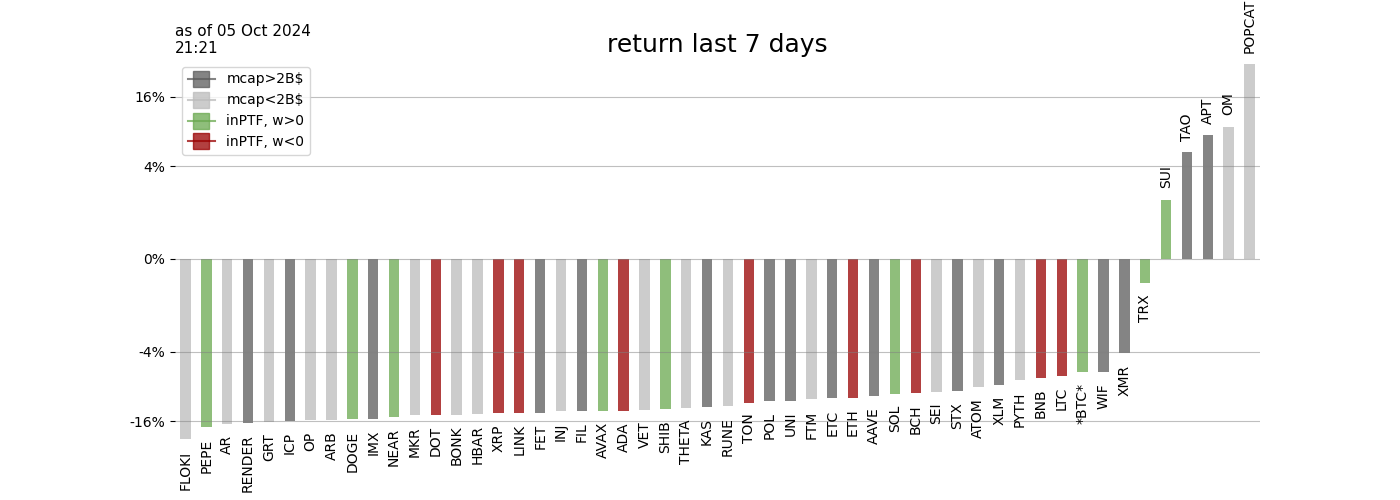 as of 05 Oct 2024
21:21
return last 7 days
mcap>2B$
mcap<2B$
inPTF, w>0
inPTF, w<0
16%
4%
0%
-4%
-16%
FLOKI
PEPE
AR
RENDER
GRT
ICP
OP
ARB
DOGE
IMX
NEAR
MKR
DOT
BONK
HBAR
XRP
LINK
FET
INJ
FIL
AVAX
ADA
VET
SHIB
THETA
KAS
RUNE
TON
POL
UNI
FTM
ETC
ETH
AAVE
SOL
BCH
SEI
STX
ATOM
XLM
PYTH
BNB
LTC
*BTC*
WIF
XMR
TRX
SUI
TAO
APT
OM
POPCAT